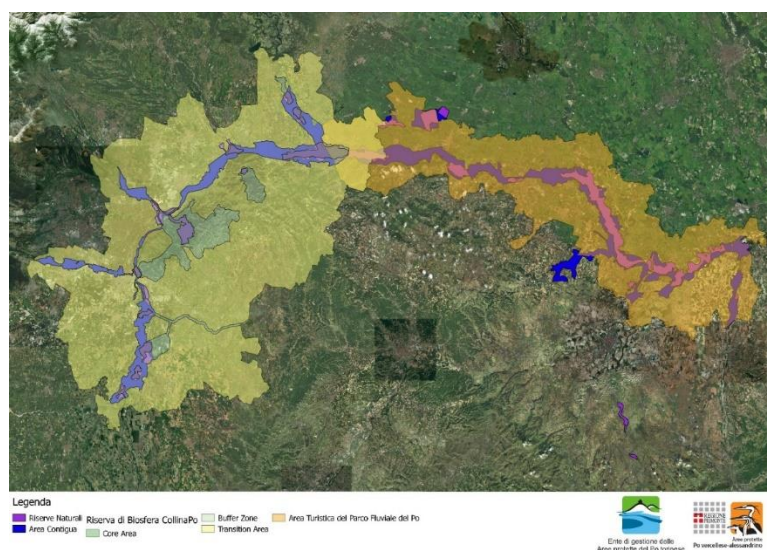 Legenda
Riserve Naturali
Area Contigua
Riserva di Biosfera CollinaPo
Core Area
Buffer Zone
Transition Area
Area Turistica del Parco Fluviale del Po
Ente di gestione delle
Aree protette del Po torinese
REGIONE
PIEMONTE
Aree protette
Po vercellese-alessandrino